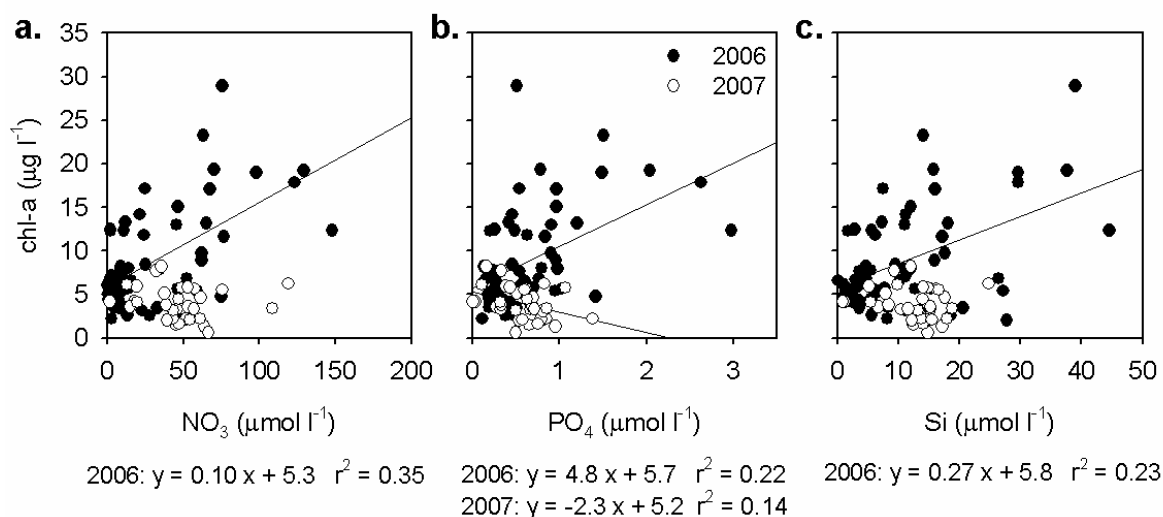 a.
b.
c.
35
30
25
20
15
10
5
0
chl-a (µg l⁻¹)
2006
2007
0 50 100 150 200
0 1 2 3
0 10 20 30 40 50
NO₃ (µmol l⁻¹)
PO₄ (µmol l⁻¹)
Si (µmol l⁻¹)
2006: y = 0.10 x + 5.3 r² = 0.35
2006: y = 4.8 x + 5.7 r² = 0.22
2007: y = -2.3 x + 5.2 r² = 0.14
2006: y = 0.27 x + 5.8 r² = 0.23